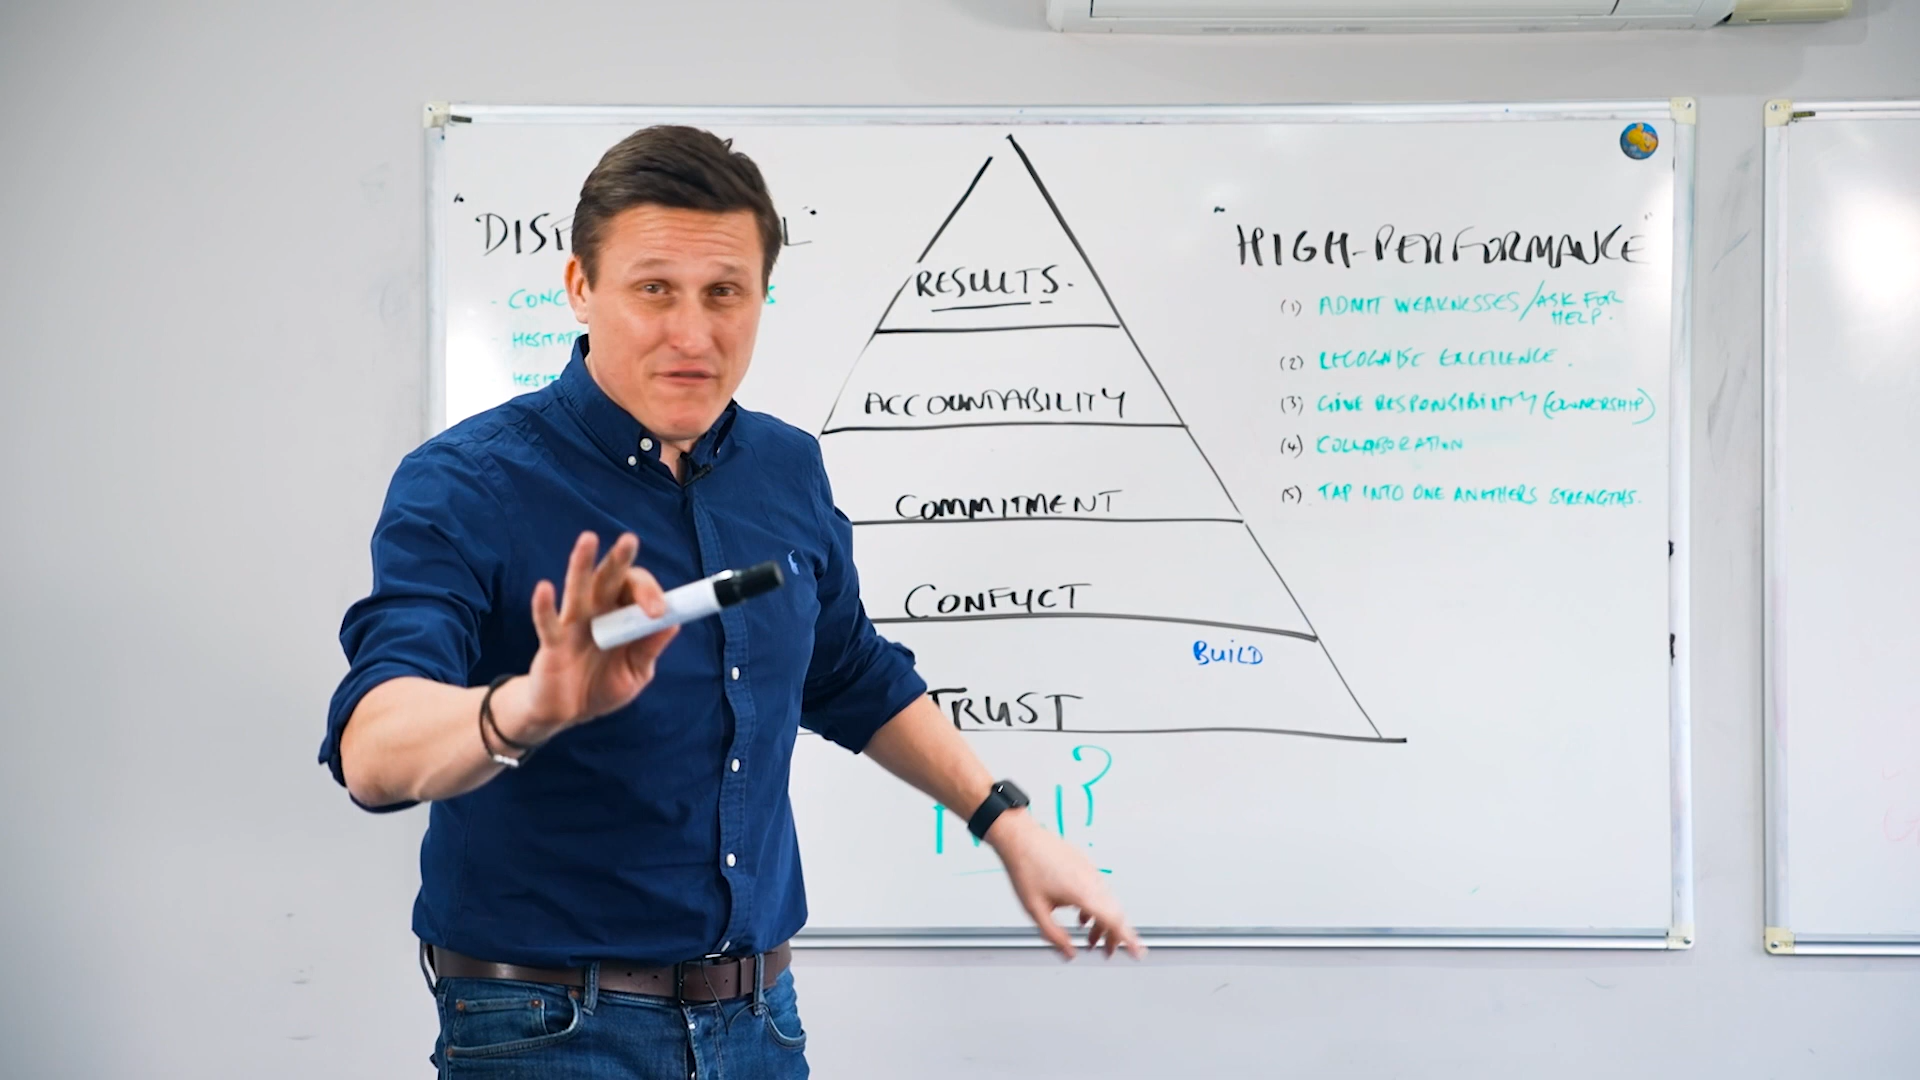 RESULTS.
ACCOUNTABILITY
COMMITMENT
CONFLICT
BUILD
TRUST
"HIGH-PERFORMANCE"
(1) ADMIT WEAKNESSES/ASK FOR
HELP.
(2) RECOGNISE EXCELLENCE.
(3) GIVE RESPONSIBILITY (OWNERSHIP)
(4) COLLABORATION
(5) TAP INTO ONE ANOTHERS STRENGTHS.